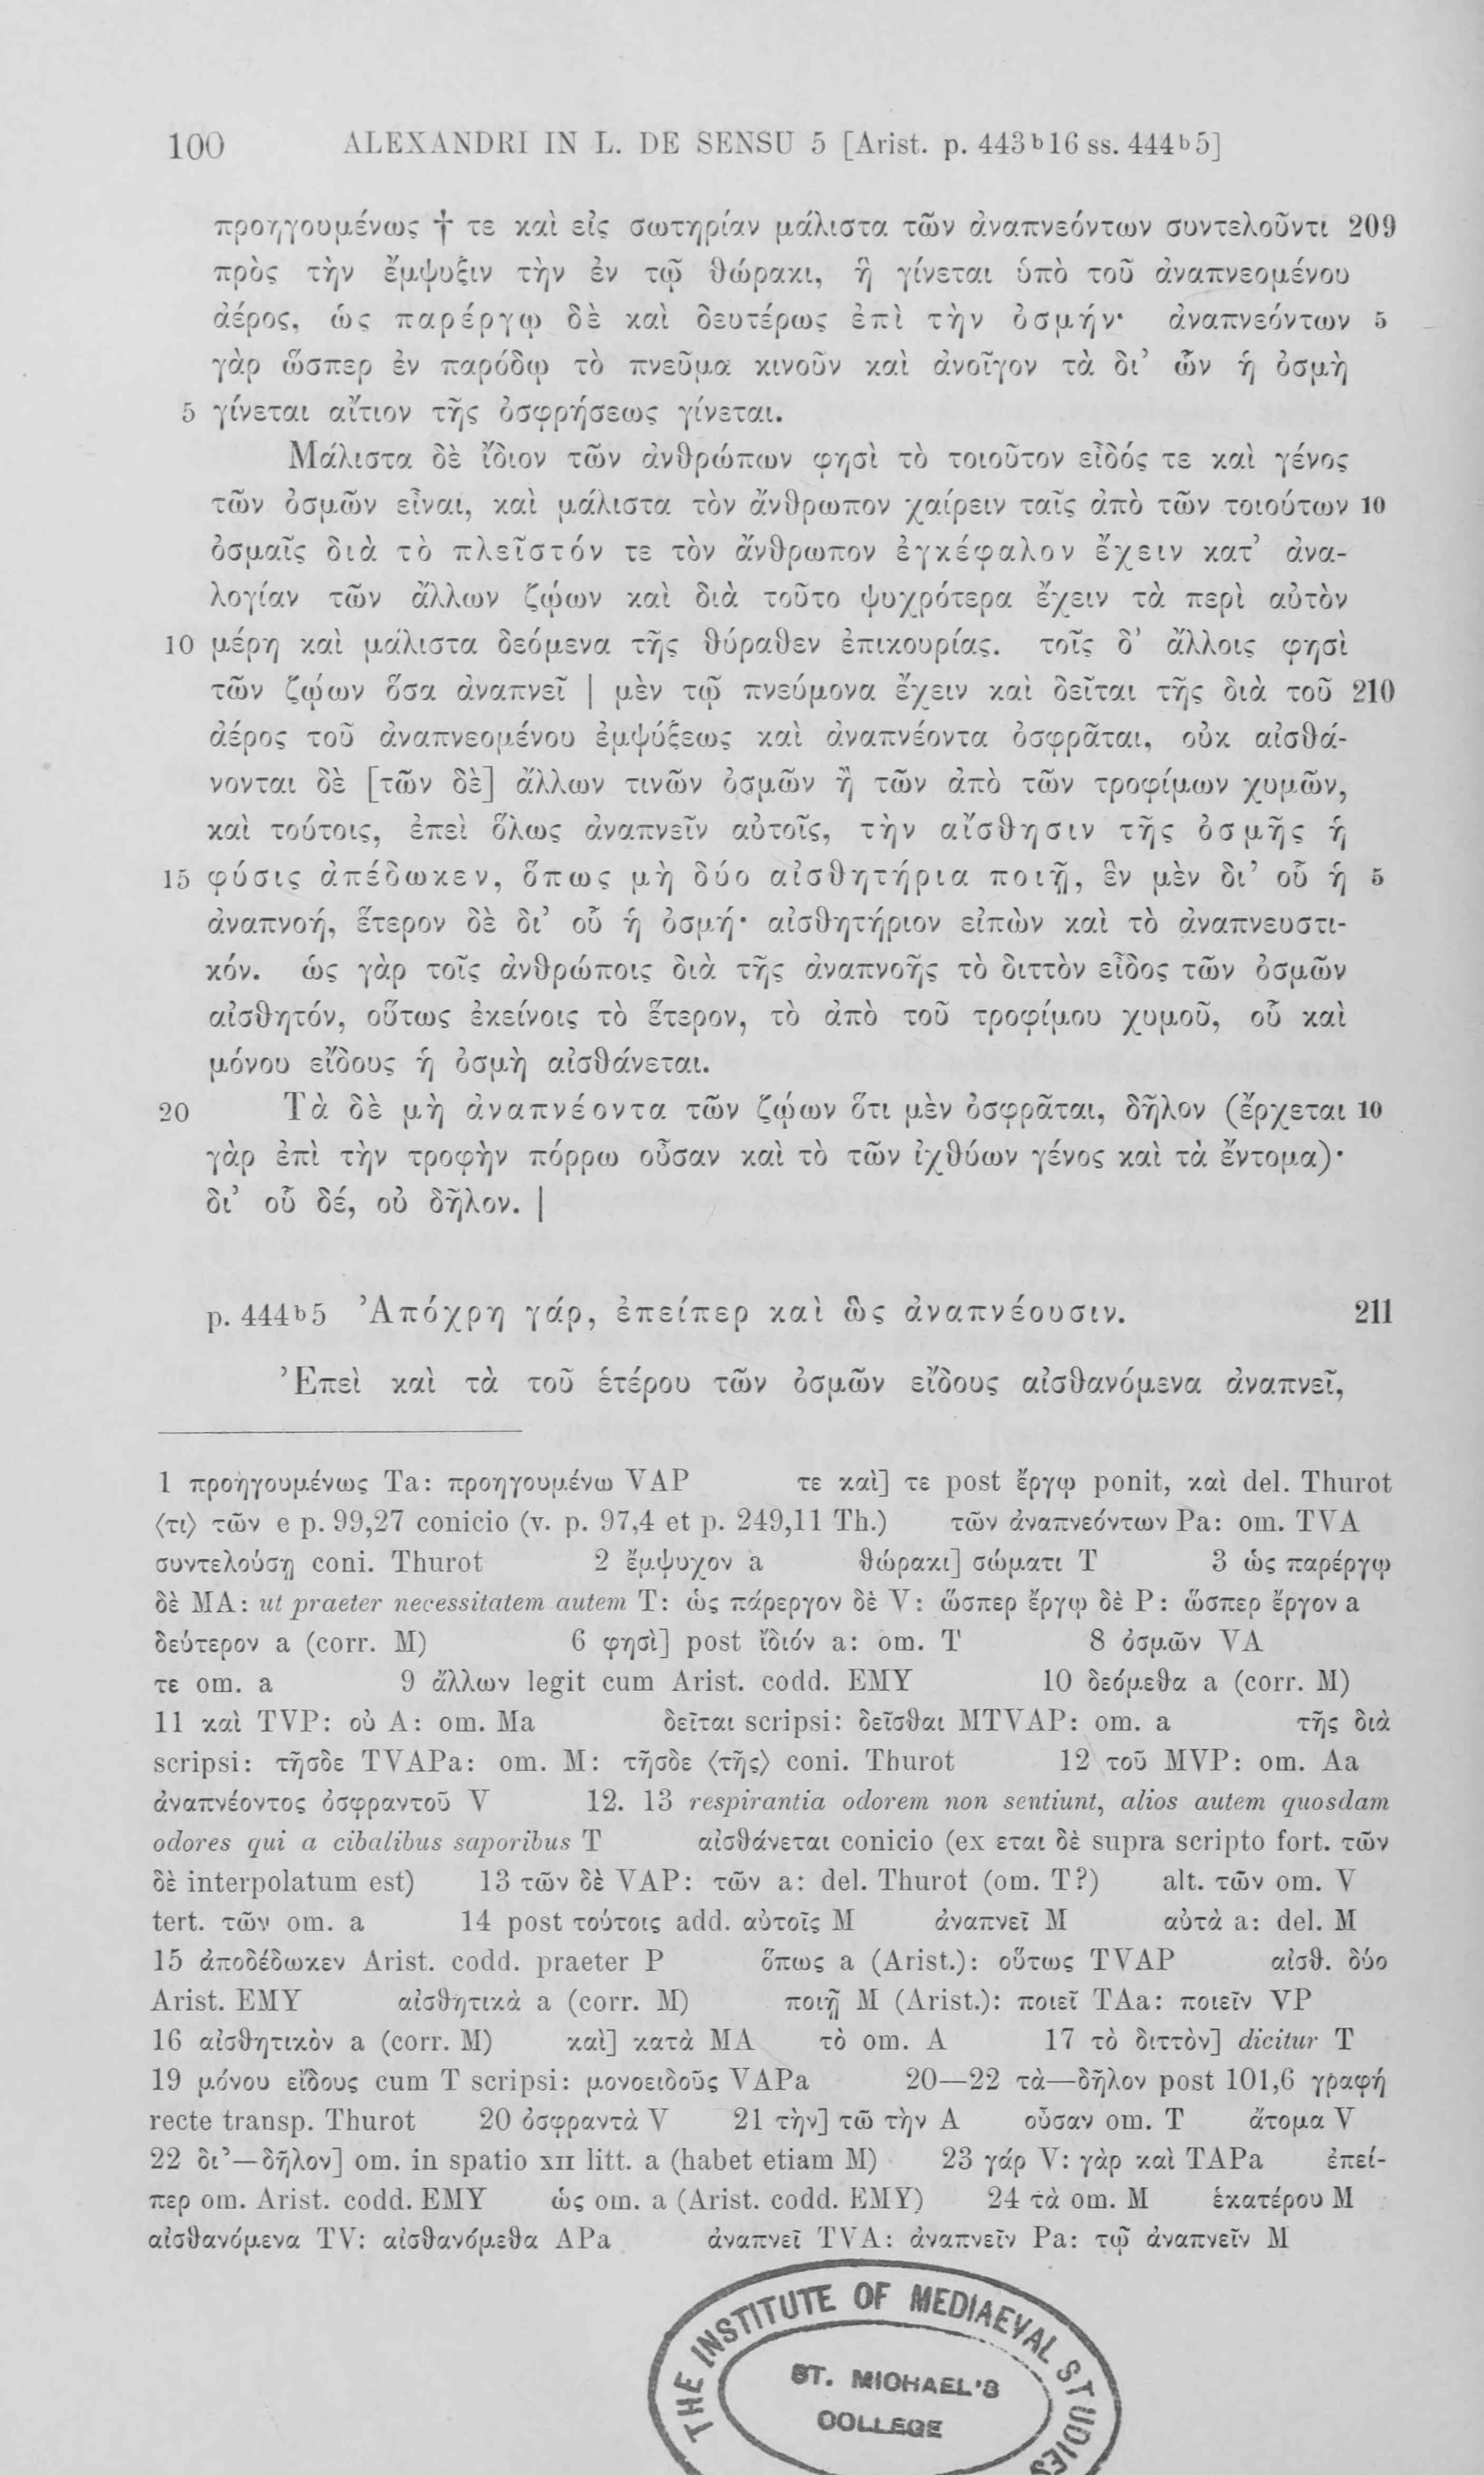 100 ALEXANDRI IN L. DE SENSU 5 [Arist. p. 443ᵇ16 ss. 444ᵇ5]
προηγουμένως † τε καὶ εἰς σωτηρίαν μάλιστα τῶν ἀναπνεόντων συντελοῦντι 209
πρὸς τὴν ἔμψυξιν τὴν ἐν τῷ θώρακι, ἣ γίνεται ὑπὸ τοῦ ἀναπνεομένου
ἀέρος, ὡς παρέργῳ δὲ καὶ δευτέρως ἐπὶ τὴν ὀσμήν· ἀναπνεόντων 5
γὰρ ὥσπερ ἐν παρόδῳ τὸ πνεῦμα κινοῦν καὶ ἀνοῖγον τὰ δι’ ὧν ἡ ὀσμὴ
5 γίνεται αἴτιον τῆς ὀσφρήσεως γίνεται.
Μάλιστα δὲ ἴδιον τῶν ἀνθρώπων φησὶ τὸ τοιοῦτον εἶδός τε καὶ γένος
τῶν ὀσμῶν εἶναι, καὶ μάλιστα τὸν ἄνθρωπον χαίρειν ταῖς ἀπὸ τῶν τοιούτων 10
ὀσμαῖς διὰ τὸ πλεῖστόν τε τὸν ἄνθρωπον ἐγκέφαλον ἔχειν κατ’ ἀνα-
λογίαν τῶν ἄλλων ζῴων καὶ διὰ τοῦτο ψυχρότερα ἔχειν τὰ περὶ αὐτὸν
10 μέρη καὶ μάλιστα δεόμενα τῆς θύραθεν ἐπικουρίας. τοῖς δ’ ἄλλοις φησὶ
τῶν ζῴων ὅσα ἀναπνεῖ | μὲν τῷ πνεύμονα ἔχειν καὶ δεῖται τῆς διὰ τοῦ 210
ἀέρος τοῦ ἀναπνεομένου ἐμψύξεως καὶ ἀναπνέοντα ὀσφρᾶται, οὐκ αἰσθά-
νονται δὲ [τῶν δὲ] ἄλλων τινῶν ὀσμῶν ἢ τῶν ἀπὸ τῶν τροφίμων χυμῶν,
καὶ τούτοις, ἐπεὶ ὅλως ἀναπνεῖν αὐτοῖς, τὴν αἴσθησιν τῆς ὀσμῆς ἡ
15 φύσις ἀπέδωκεν, ὅπως μὴ δύο αἰσθητήρια ποιῇ, ἓν μὲν δι’ οὗ ἡ 5
ἀναπνοή, ἕτερον δὲ δι’ οὗ ἡ ὀσμή· αἰσθητήριον εἰπὼν καὶ τὸ ἀναπνευστι-
κόν. ὡς γὰρ τοῖς ἀνθρώποις διὰ τῆς ἀναπνοῆς τὸ διττὸν εἶδος τῶν ὀσμῶν
αἰσθητόν, οὕτως ἐκείνοις τὸ ἕτερον, τὸ ἀπὸ τοῦ τροφίμου χυμοῦ, οὗ καὶ
μόνου εἴδους ἡ ὀσμὴ αἰσθάνεται.
20 Τὰ δὲ μὴ ἀναπνέοντα τῶν ζῴων ὅτι μὲν ὀσφρᾶται, δῆλον (ἔρχεται 10
γὰρ ἐπὶ τὴν τροφὴν πόρρω οὖσαν καὶ τὸ τῶν ἰχθύων γένος καὶ τὰ ἔντομα)·
δι’ οὗ δέ, οὐ δῆλον. |
p. 444ᵇ5 Ἀπόχρη γάρ, ἐπείπερ καὶ ὣς ἀναπνέουσιν. 211
Ἐπεὶ καὶ τὰ τοῦ ἑτέρου τῶν ὀσμῶν εἴδους αἰσθανόμενα ἀναπνεῖ,
1 προηγουμένως Ta: προηγουμένω VAP τε καὶ] τε post ἔργῳ ponit, καὶ del. Thurot
⟨τι⟩ τῶν e p. 99,27 conicio (v. p. 97,4 et p. 249,11 Th.) τῶν ἀναπνεόντων Pa: om. TVA
συντελούσῃ coni. Thurot 2 ἔμψυχον a θώρακι] σώματι T 3 ὡς παρέργῳ
δὲ MA: ut praeter necessitatem autem T: ὡς πάρεργον δὲ V: ὥσπερ ἔργῳ δὲ P: ὥσπερ ἔργον a
δεύτερον a (corr. M) 6 φησὶ] post ἴδιόν a: om. T 8 ὀσμῶν VA
τε om. a 9 ἄλλων legit cum Arist. codd. EMY 10 δεόμεθα a (corr. M)
11 καὶ TVP: οὐ A: om. Ma δεῖται scripsi: δεῖσθαι MTVAP: om. a τῆς διὰ
scripsi: τῆσδε TVAPa: om. M: τῆσδε ⟨τῆς⟩ coni. Thurot 12 τοῦ MVP: om. Aa
ἀναπνέοντος ὀσφραντοῦ V 12. 13 respirantia odorem non sentiunt, alios autem quosdam
odores qui a cibalibus saporibus T αἰσθάνεται conicio (ex εται δὲ supra scripto fort. τῶν
δὲ interpolatum est) 13 τῶν δὲ VAP: τῶν a: del. Thurot (om. T?) alt. τῶν om. V
tert. τῶν om. a 14 post τούτοις add. αὐτοῖς M ἀναπνεῖ M αὐτὰ a: del. M
15 ἀποδέδωκεν Arist. codd. praeter P ὅπως a (Arist.): οὕτως TVAP αἰσθ. δύο
Arist. EMY αἰσθητικὰ a (corr. M) ποιῇ M (Arist.): ποιεῖ TAa: ποιεῖν VP
16 αἰσθητικὸν a (corr. M) καὶ] κατὰ MA τὸ om. A 17 τὸ διττὸν] dicitur T
19 μόνου εἴδους cum T scripsi: μονοειδοῦς VAPa 20—22 τὰ—δῆλον post 101,6 γραφή
recte transp. Thurot 20 ὀσφραντὰ V 21 τὴν] τῶ τὴν A οὖσαν om. T ἄτομα V
22 δι’—δῆλον] om. in spatio XII litt. a (habet etiam M) 23 γάρ V: γὰρ καὶ TAPa ἐπεί-
περ om. Arist. codd. EMY ὡς om. a (Arist. codd. EMY) 24 τὰ om. M ἑκατέρου M
αἰσθανόμενα TV: αἰσθανόμεθα APa ἀναπνεῖ TVA: ἀναπνεῖν Pa: τῷ ἀναπνεῖν M
THE INSTITUTE OF MEDIAEVAL STUDIES
ST. MICHAEL'S
COLLEGE